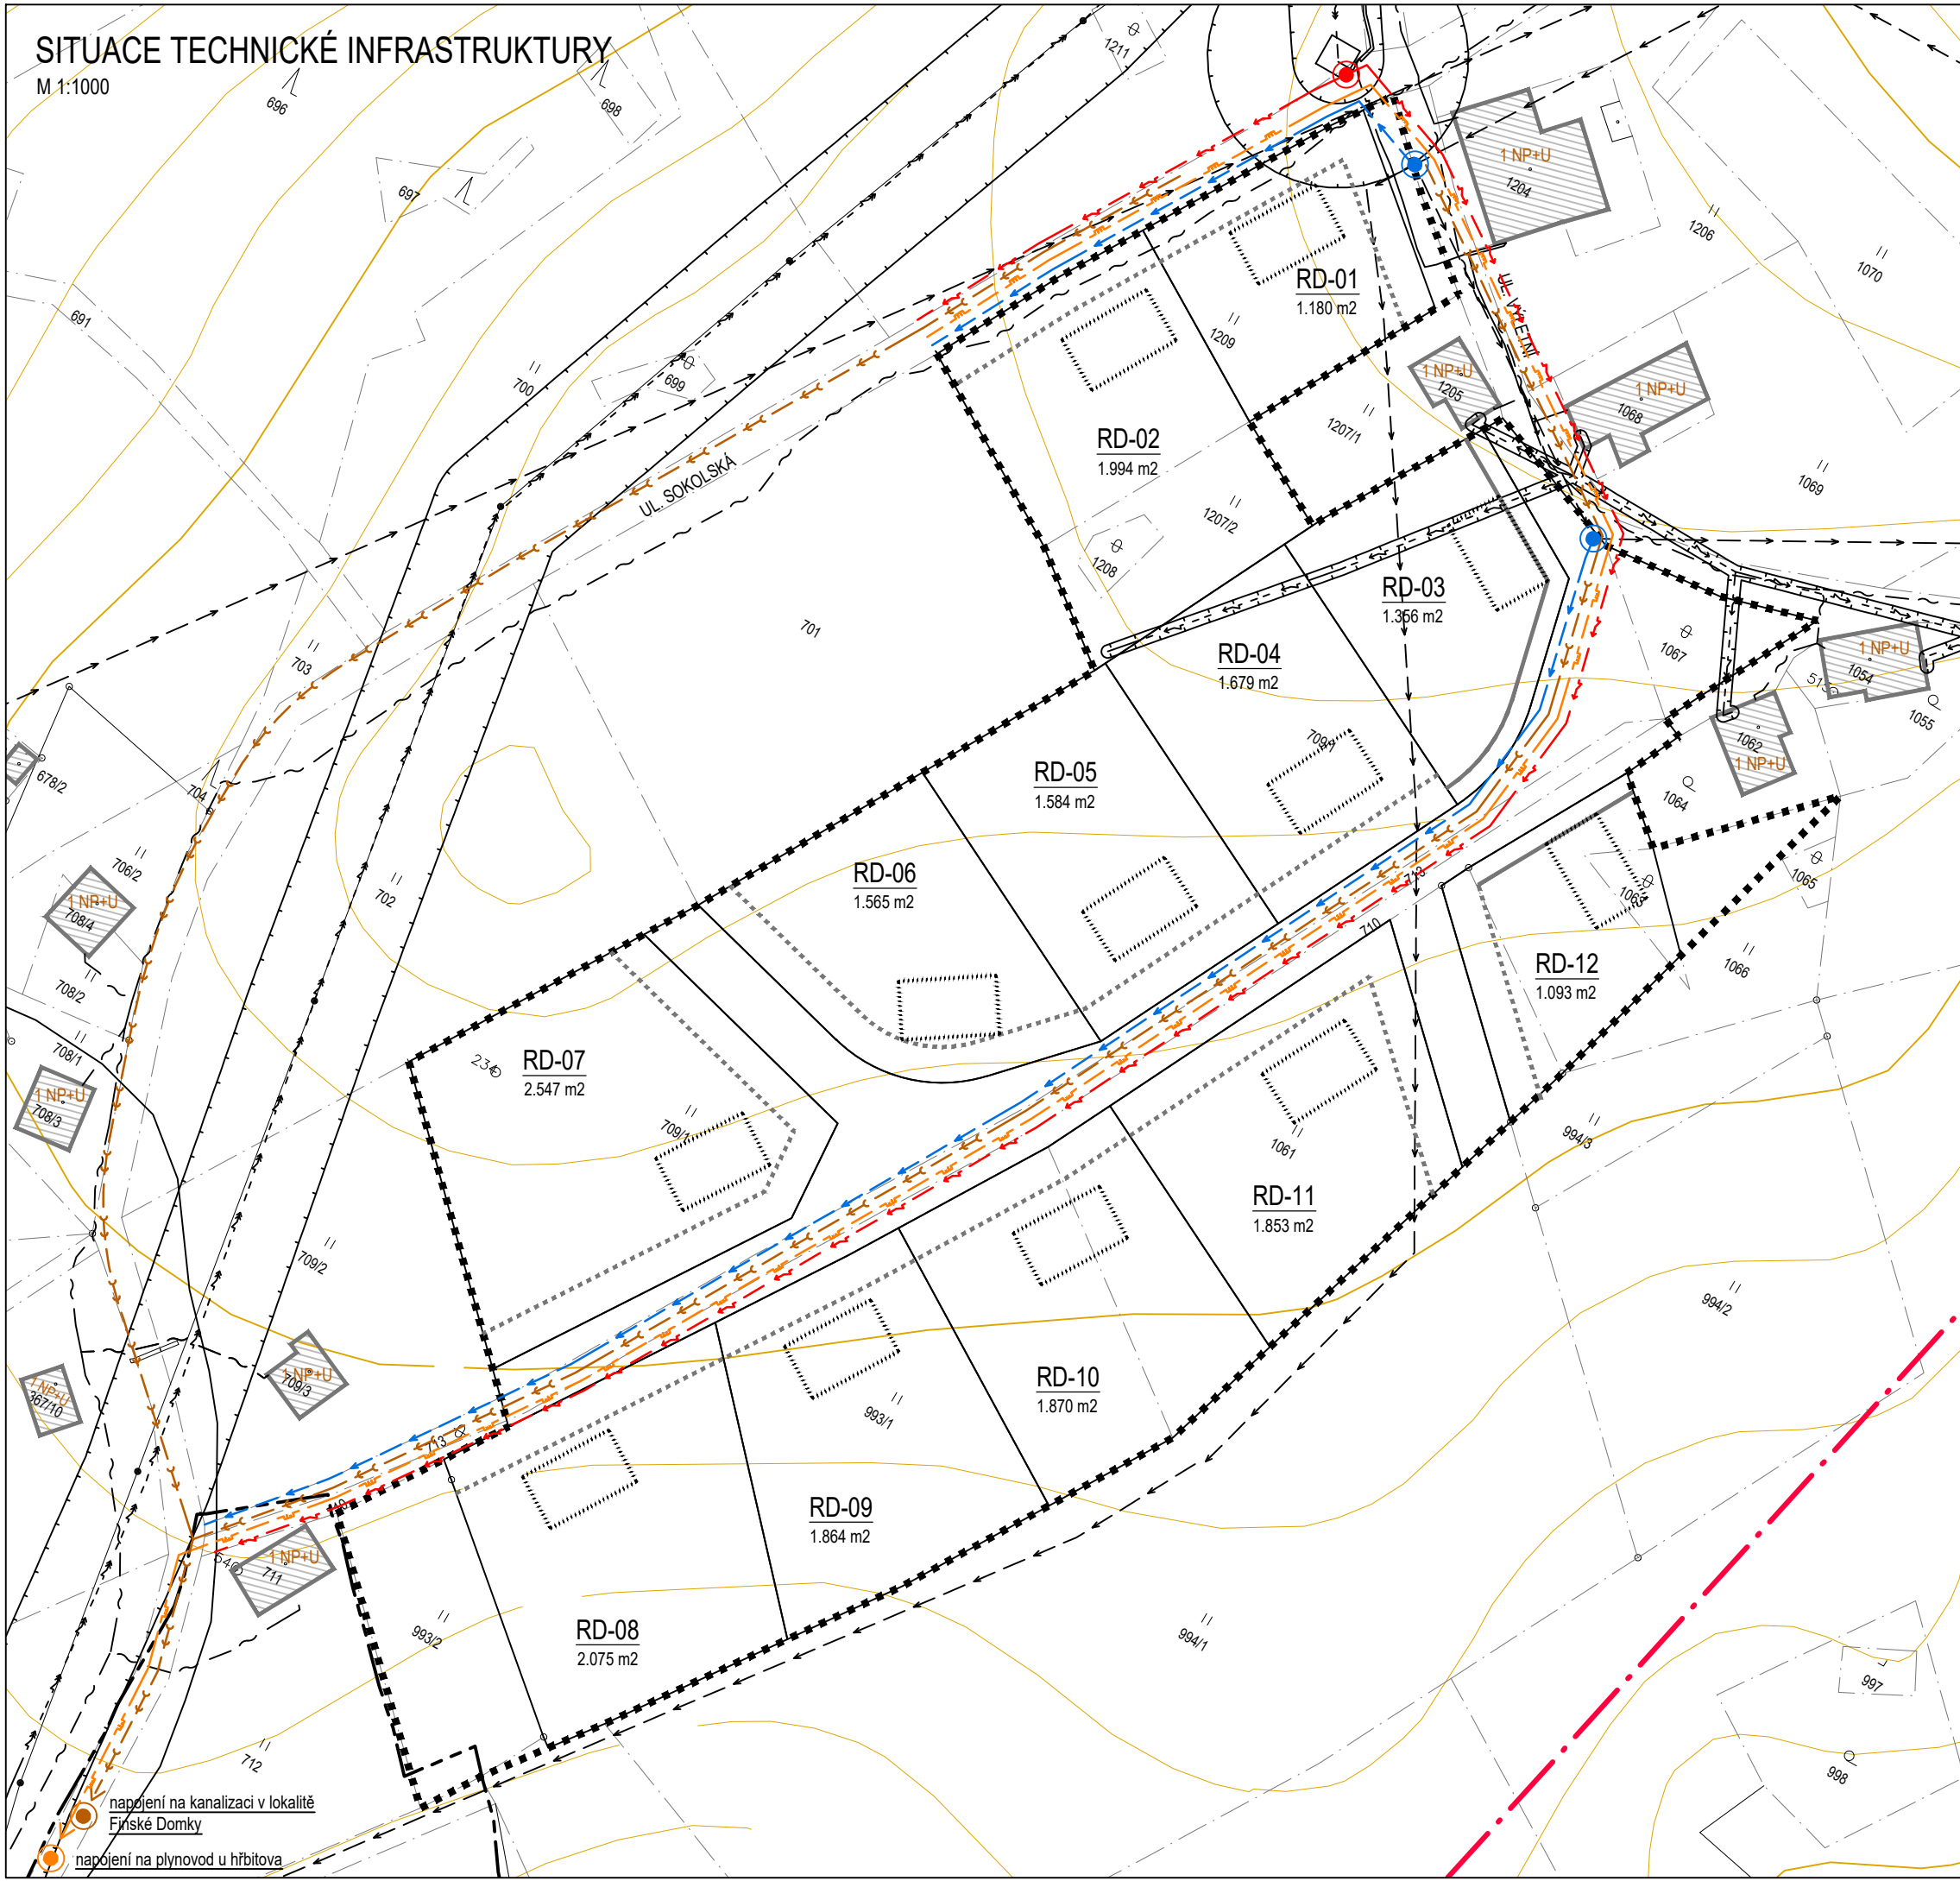 SITUACE TECHNICKÉ INFRASTRUKTURY
M 1:1000
696
698
697
1211
691
700
699
1 NP+U
1204
1206
1070
RD-01
1.180 m2
1209
RD-02
1.994 m2
1207/1
1 NP+U
1205
1 NP+U
1068
1069
1207/2
1208
UL. SOKOLSKÁ
701
703
RD-03
1.356 m2
RD-04
1.679 m2
1067
1 NP+U
1054
1055
1062
1 NP+U
1064
678/2
704
RD-05
1.584 m2
RD-06
1.565 m2
706/2
702
1 NP+U
708/4
708/2
713
710
1063
1065
1066
RD-12
1.093 m2
708/1
1 NP+U
708/3
RD-07
2.547 m2
709/1
1061
994/3
RD-11
1.853 m2
709/2
994/2
1 NP+U
709/3
1 NP+U
367/10
RD-10
1.870 m2
993/1
713
RD-09
1.864 m2
1 NP+U
711
993/2
RD-08
2.075 m2
994/1
997
998
712
napojení na kanalizaci v lokalitě
Finské Domky
napojení na plynovod u hřbitova